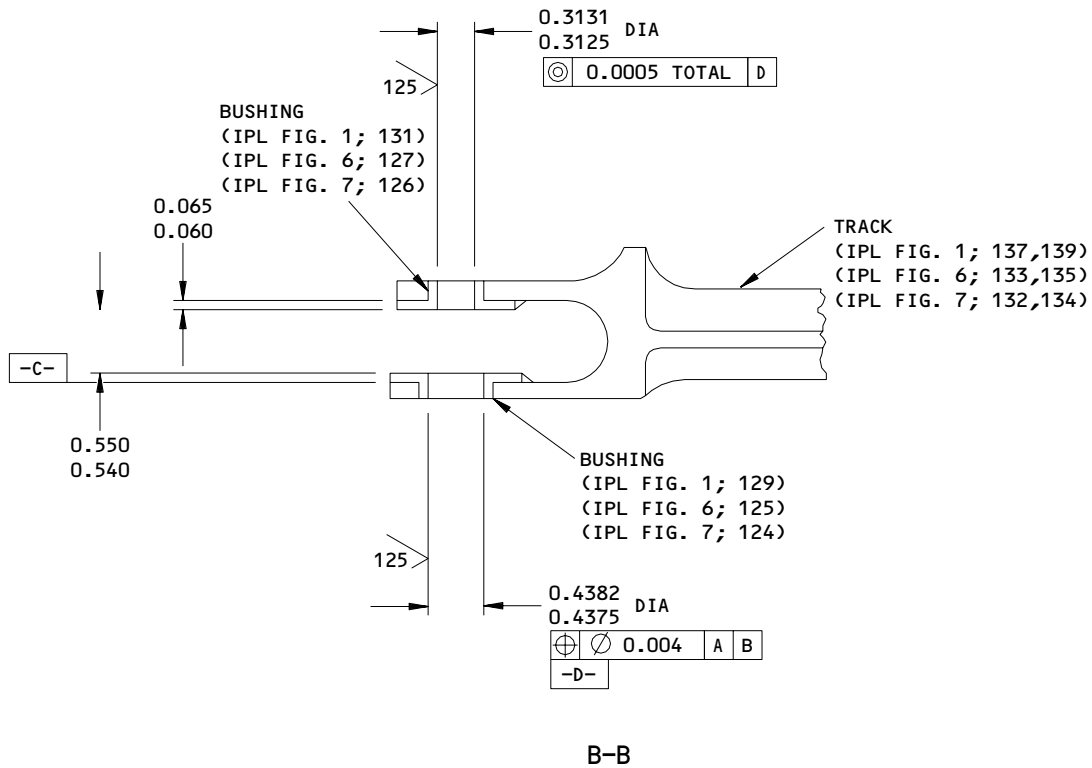 0.3131
0.3125 DIA
◎ 0.0005 TOTAL D
125
BUSHING
(IPL FIG. 1; 131)
(IPL FIG. 6; 127)
(IPL FIG. 7; 126)
0.065
0.060
TRACK
(IPL FIG. 1; 137,139)
(IPL FIG. 6; 133,135)
(IPL FIG. 7; 132,134)
-C-
0.550
0.540
BUSHING
(IPL FIG. 1; 129)
(IPL FIG. 6; 125)
(IPL FIG. 7; 124)
125
0.4382
0.4375 DIA
⌖ ⌀ 0.004 A B
-D-
B-B